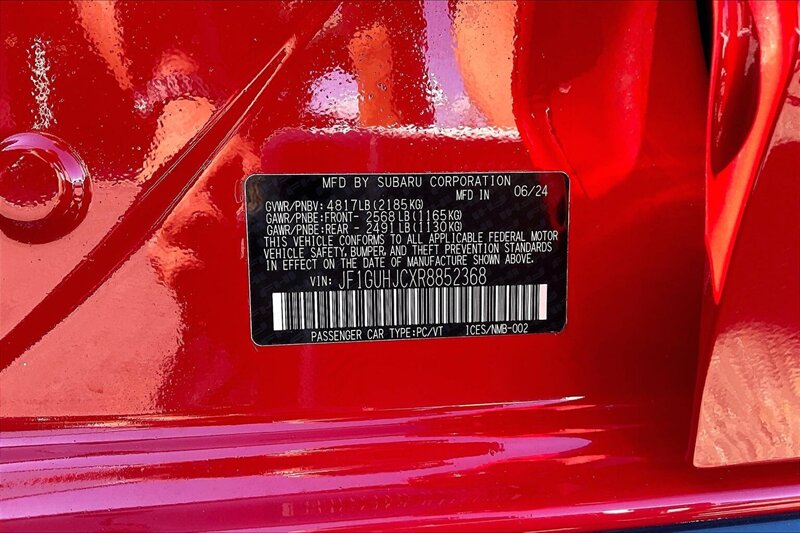 MFD BY SUBARU CORPORATION
MFD IN 06/24
GVWR/PNBV: 4817LB (2185KG)
GAWR/PNBE:FRONT- 2568LB (1165KG)
GAWR/PNBE:REAR - 2491LB (1130KG)
THIS VEHICLE CONFORMS TO ALL APPLICABLE FEDERAL MOTOR
VEHICLE SAFETY, BUMPER, AND THEFT PREVENTION STANDARDS
IN EFFECT ON THE DATE OF MANUFACTURE SHOWN ABOVE.
VIN: JF1GUHJCXR8852368
PASSENGER CAR TYPE:PC/VT ICES/NMB-002